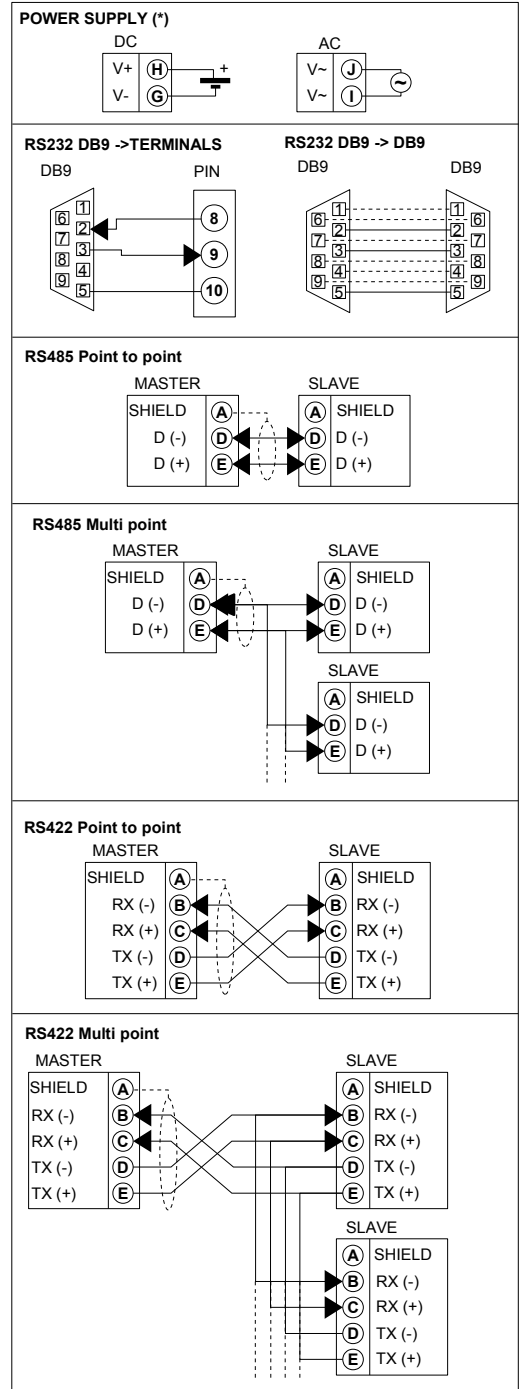 POWER SUPPLY (*)
DC
AC
V+ H +
V- G
V~ J
V~ I
~
RS232 DB9 ->TERMINALS
RS232 DB9 -> DB9
DB9
PIN
DB9
DB9
1
6
2
7
3
8
4
9
5
8
9
10
1
6
2
7
3
8
4
9
5
1
6
2
7
3
8
4
9
5
RS485 Point to point
MASTER
SLAVE
SHIELD A
D (-) D
D (+) E
A SHIELD
D D (-)
E D (+)
RS485 Multi point
MASTER
SLAVE
SHIELD A
D (-) D
D (+) E
A SHIELD
D D (-)
E D (+)
SLAVE
A SHIELD
D D (-)
E D (+)
RS422 Point to point
MASTER
SLAVE
SHIELD A
RX (-) B
RX (+) C
TX (-) D
TX (+) E
A SHIELD
B RX (-)
C RX (+)
D TX (-)
E TX (+)
RS422 Multi point
MASTER
SLAVE
SHIELD A
RX (-) B
RX (+) C
TX (-) D
TX (+) E
A SHIELD
B RX (-)
C RX (+)
D TX (-)
E TX (+)
SLAVE
A SHIELD
B RX (-)
C RX (+)
D TX (-)
E TX (+)